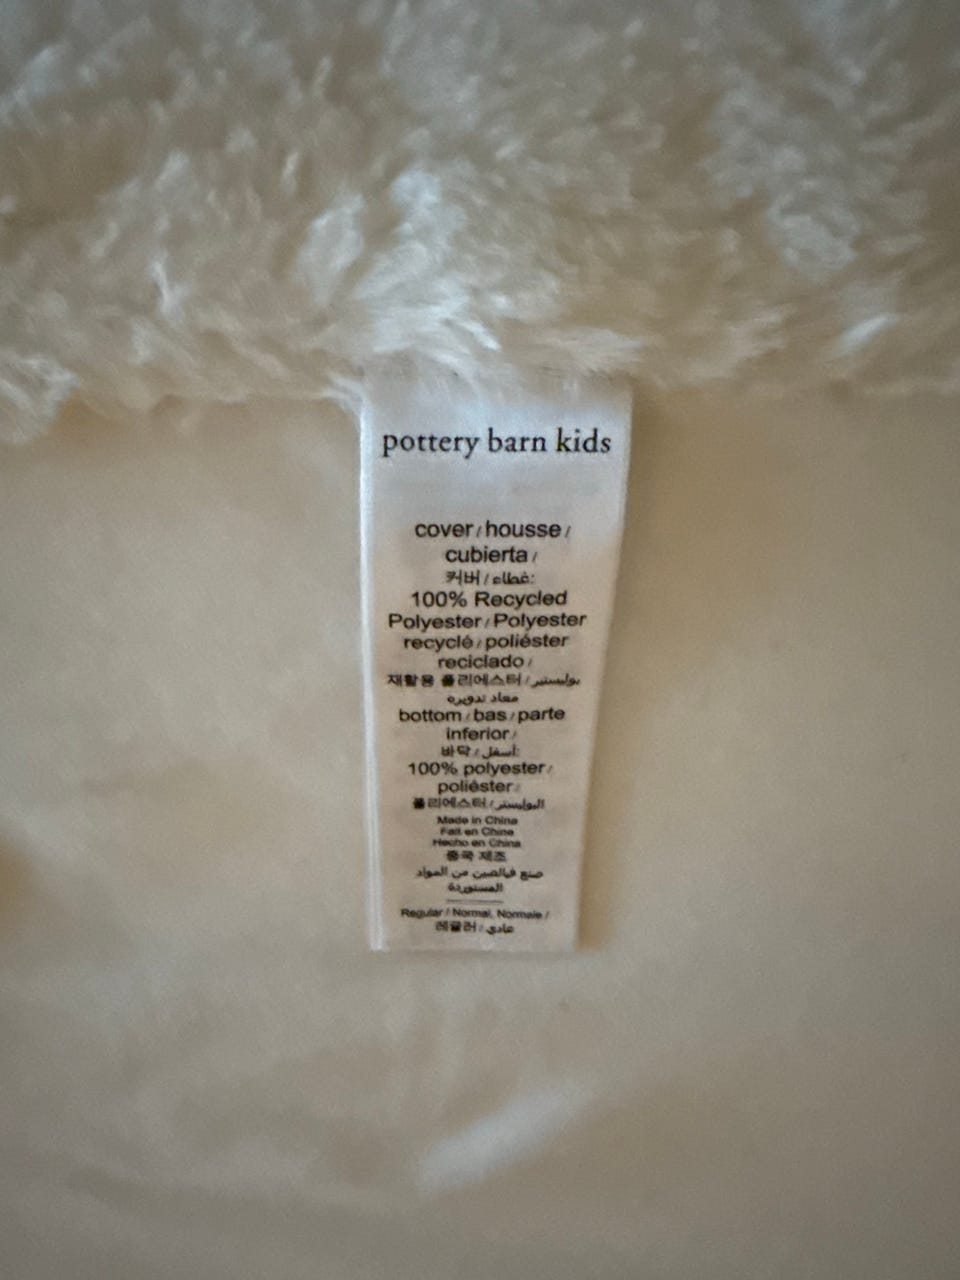 pottery barn kids
cover / housse /
cubierta /
커버 / غطاء:
100% Recycled
Polyester / Polyester
recyclé / poliéster
reciclado /
재활용 폴리에스터 / بوليستير
معاد تدويره
bottom / bas / parte
inferior /
바닥 / أسفل:
100% polyester /
poliéster /
폴리에스터 / البوليستر
Made in China
Fait en Chine
Hecho en China
중국 제조
صنع فيالصين من المواد
المستوردة
Regular / Normal, Normale /
레귤러 / عادي